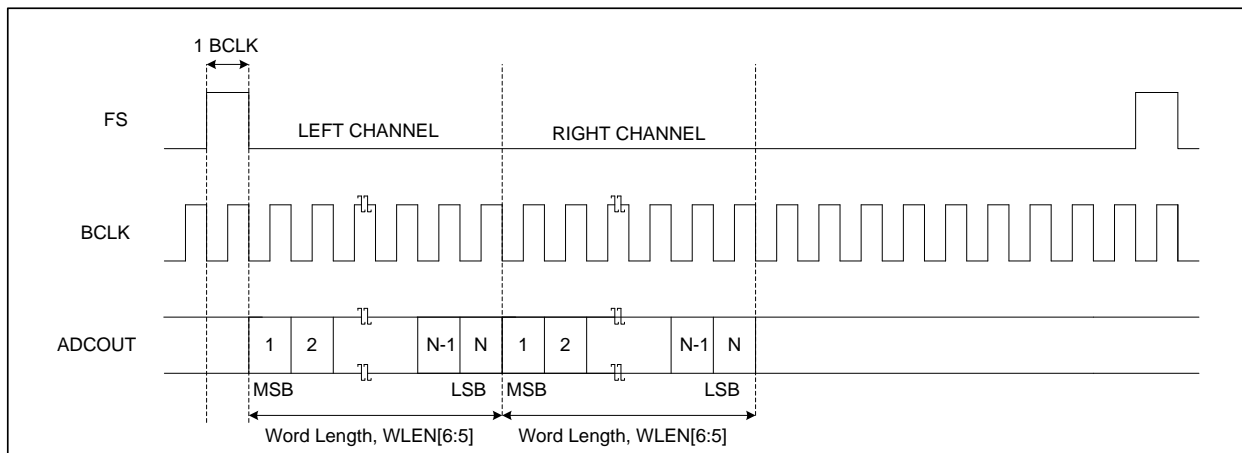 1 BCLK
FS
LEFT CHANNEL
RIGHT CHANNEL
BCLK
ADCOUT
1 2 N-1 N 1 2 N-1 N
MSB LSB MSB LSB
Word Length, WLEN[6:5] Word Length, WLEN[6:5]